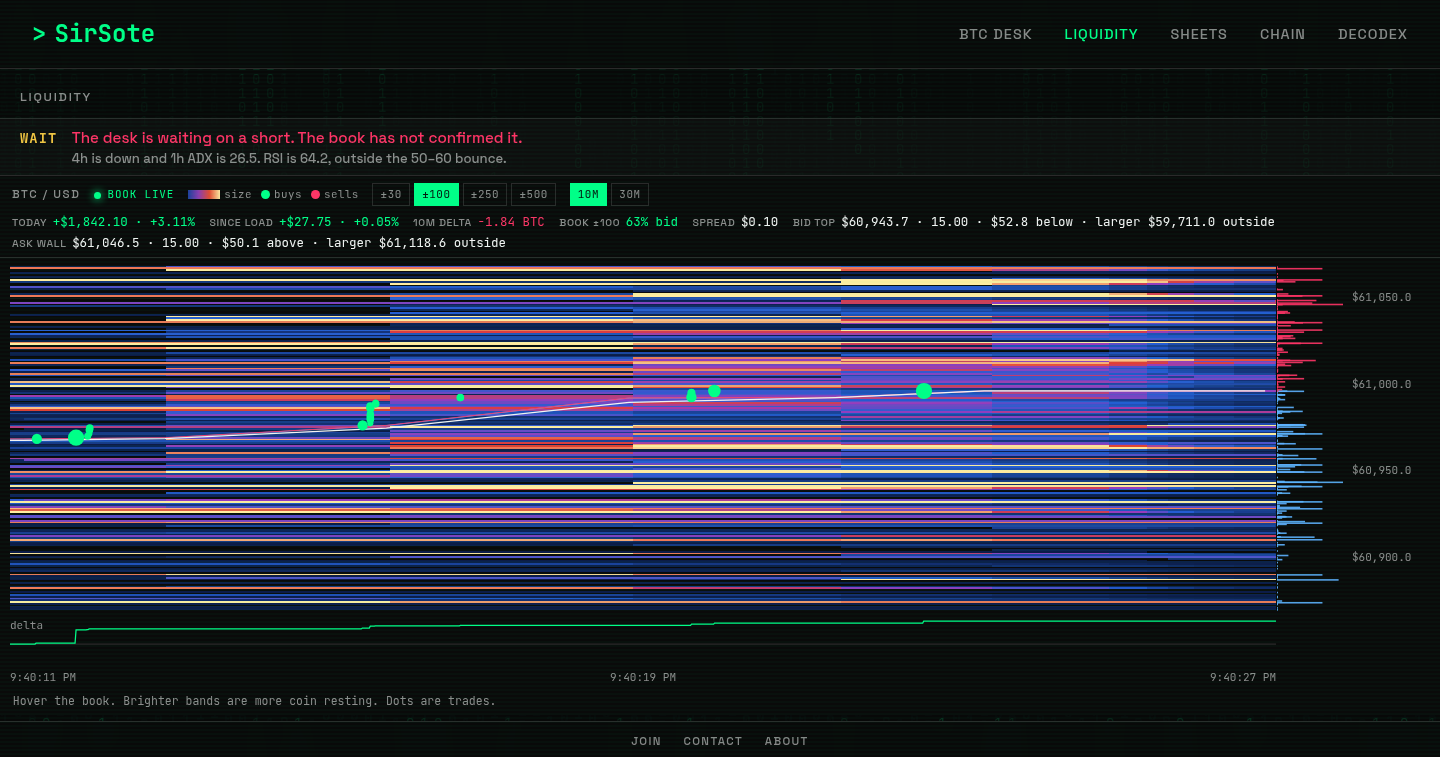 > SirSote
BTC DESK LIQUIDITY SHEETS CHAIN DECODEX
LIQUIDITY
WAIT The desk is waiting on a short. The book has not confirmed it.
4h is down and 1h ADX is 26.5. RSI is 64.2, outside the 50–60 bounce.
BTC / USD BOOK LIVE size buys sells ±30 ±100 ±250 ±500 10M 30M
TODAY +$1,842.10 · +3.11% SINCE LOAD +$27.75 · +0.05% 10M DELTA -1.84 BTC BOOK ±100 63% bid SPREAD $0.10 BID TOP $60,943.7 · 15.00 · $52.8 below · larger $59,711.0 outside
ASK WALL $61,046.5 · 15.00 · $50.1 above · larger $61,118.6 outside
$61,050.0
$61,000.0
$60,950.0
$60,900.0
delta
9:40:11 PM 9:40:19 PM 9:40:27 PM
Hover the book. Brighter bands are more coin resting. Dots are trades.
JOIN CONTACT ABOUT